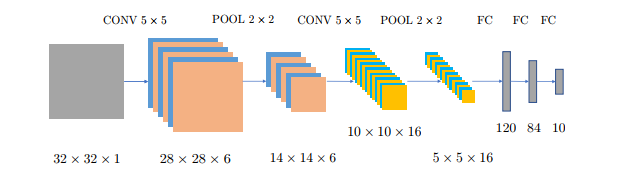 CONV 5 × 5 POOL 2 × 2 CONV 5 × 5 POOL 2 × 2 FC FC FC
120 84 10
10 × 10 × 16
32 × 32 × 1 28 × 28 × 6 14 × 14 × 6 5 × 5 × 16